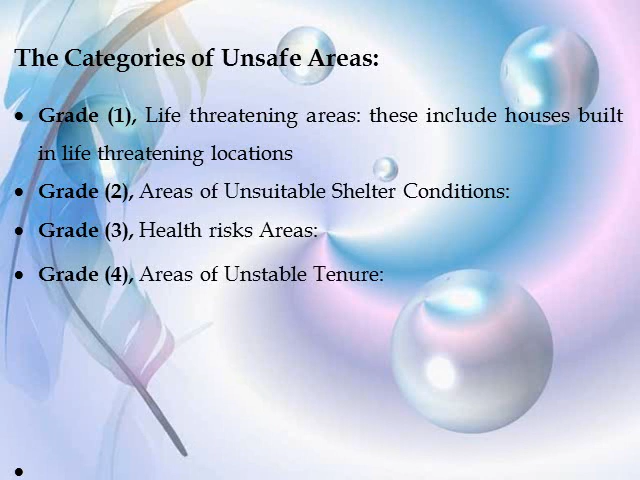 The Categories of Unsafe Areas:
• Grade (1), Life threatening areas: these include houses built
in life threatening locations
• Grade (2), Areas of Unsuitable Shelter Conditions:
• Grade (3), Health risks Areas:
• Grade (4), Areas of Unstable Tenure:
•